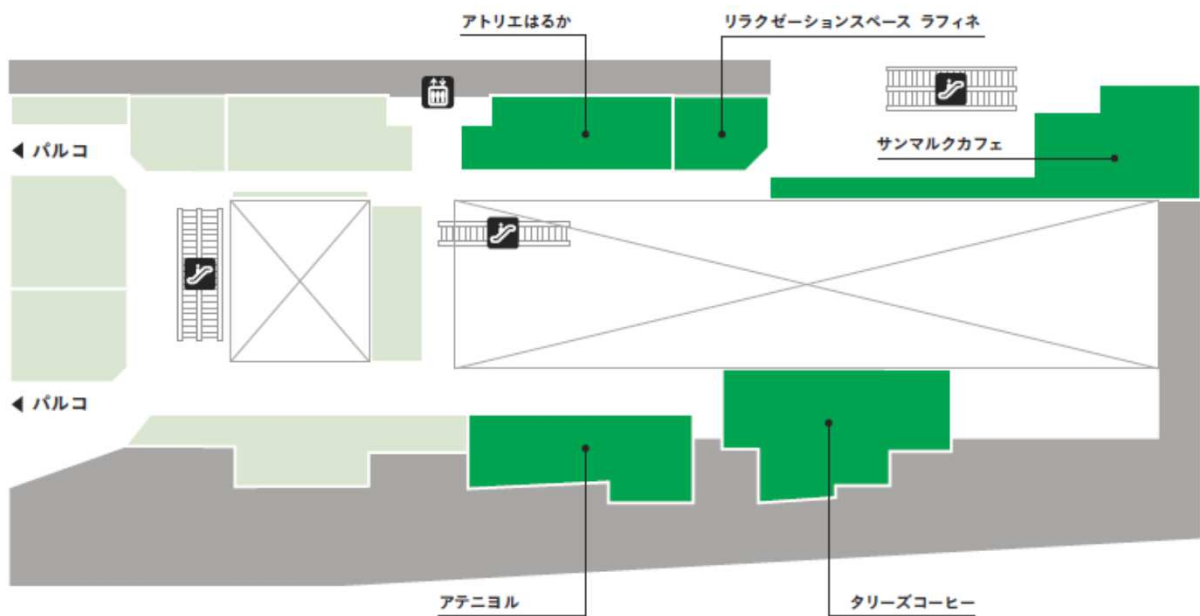 アトリエはるか
リラクゼーションスペース ラフィネ
◀ パルコ
サンマルクカフェ
◀ パルコ
アテニヨル
タリーズコーヒー